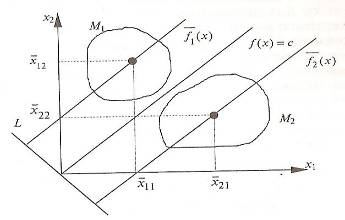 x₂
M₁
f̅₁(x)
f(x) = c
f̅₂(x)
x̅₁₂
x̅₂₂
L
M₂
x₁
x̅₁₁
x̅₂₁